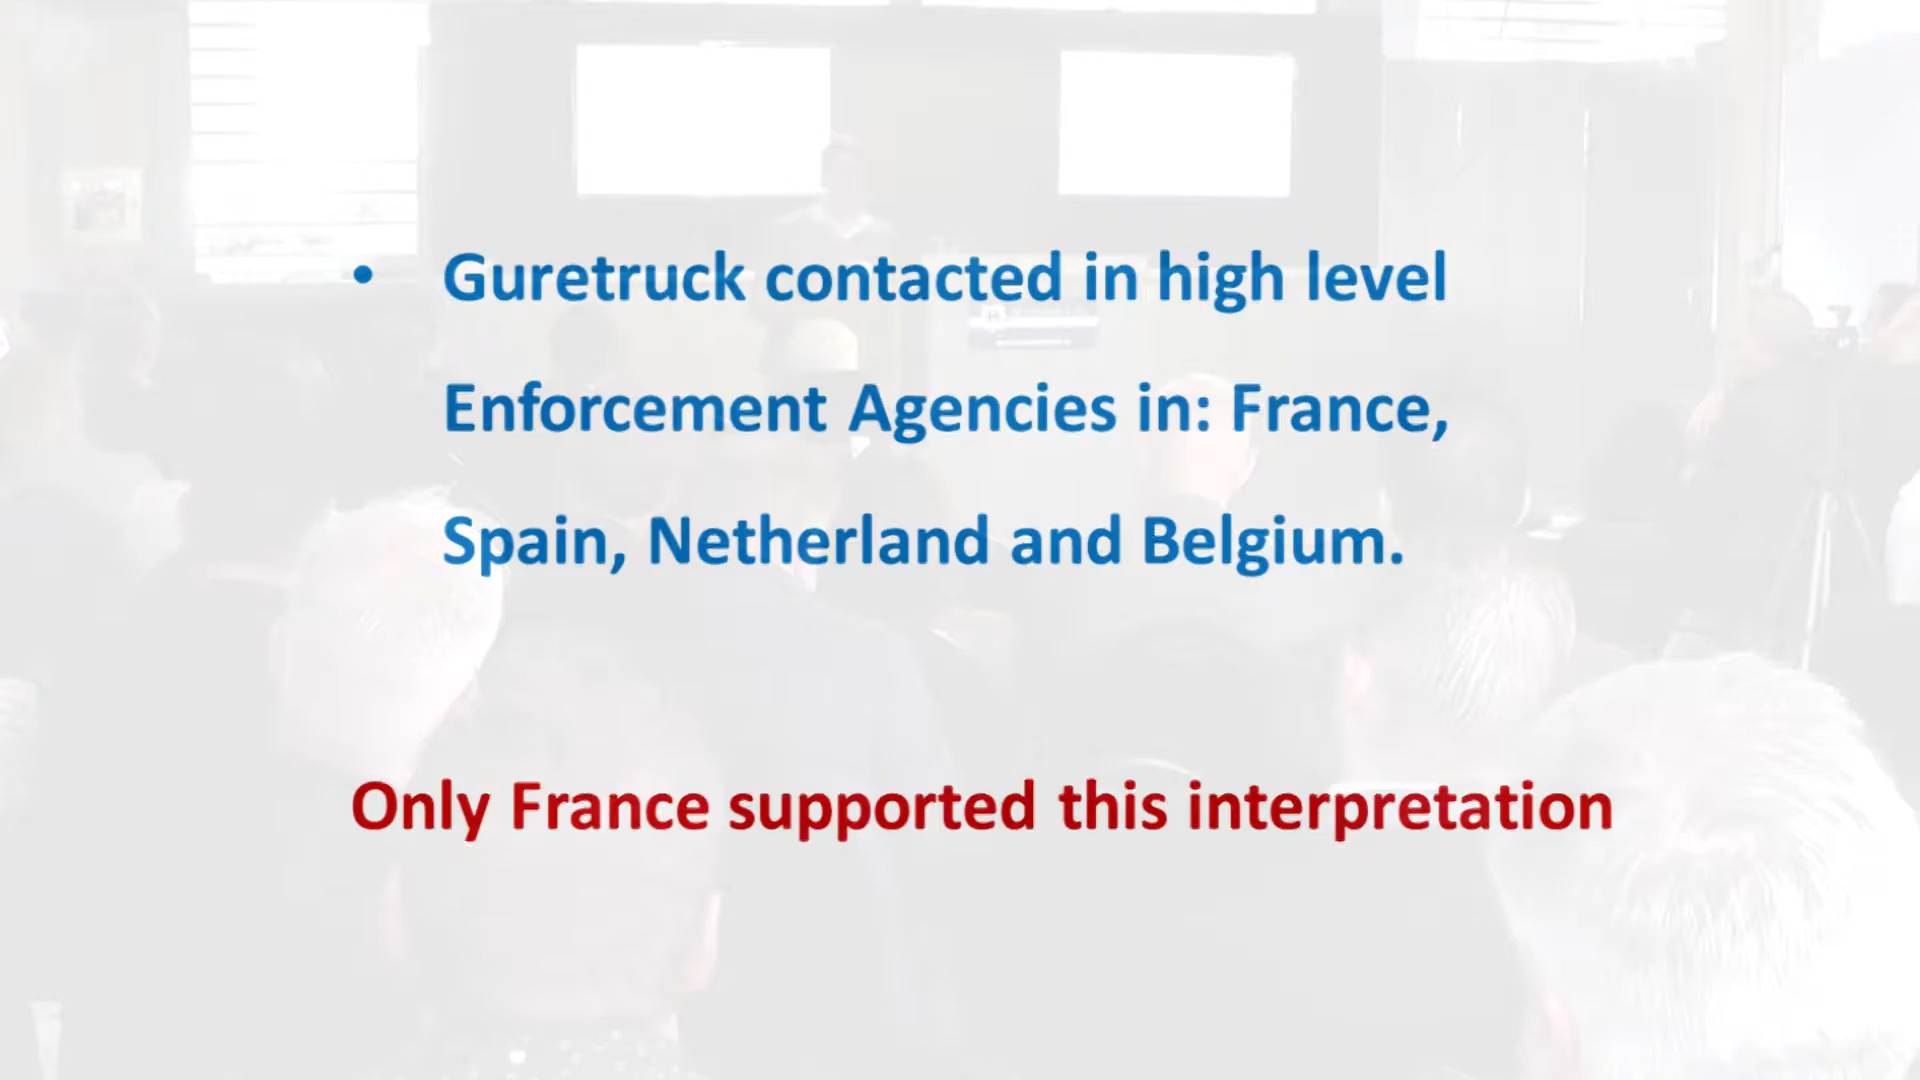 • Guretruck contacted in high level
Enforcement Agencies in: France,
Spain, Netherland and Belgium.
Only France supported this interpretation